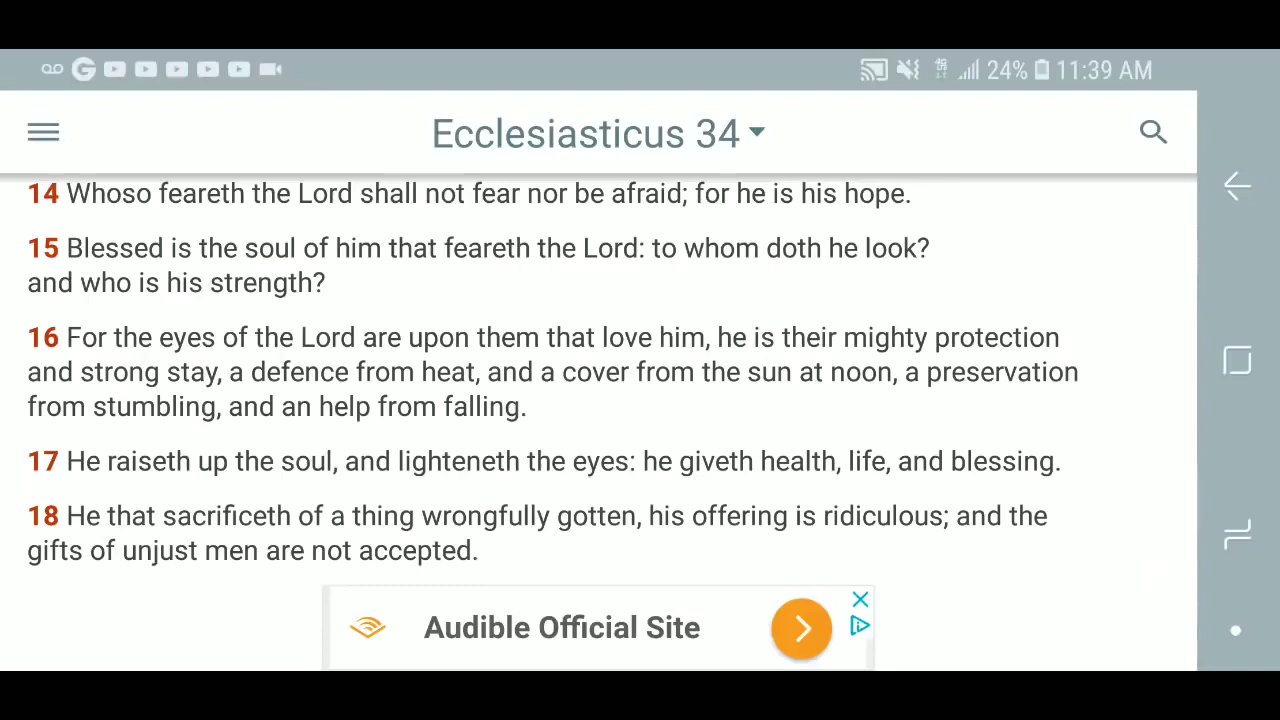 24% 11:39 AM
Ecclesiasticus 34
14 Whoso feareth the Lord shall not fear nor be afraid; for he is his hope.
15 Blessed is the soul of him that feareth the Lord: to whom doth he look?
and who is his strength?
16 For the eyes of the Lord are upon them that love him, he is their mighty protection
and strong stay, a defence from heat, and a cover from the sun at noon, a preservation
from stumbling, and an help from falling.
17 He raiseth up the soul, and lighteneth the eyes: he giveth health, life, and blessing.
18 He that sacrificeth of a thing wrongfully gotten, his offering is ridiculous; and the
gifts of unjust men are not accepted.
Audible Official Site